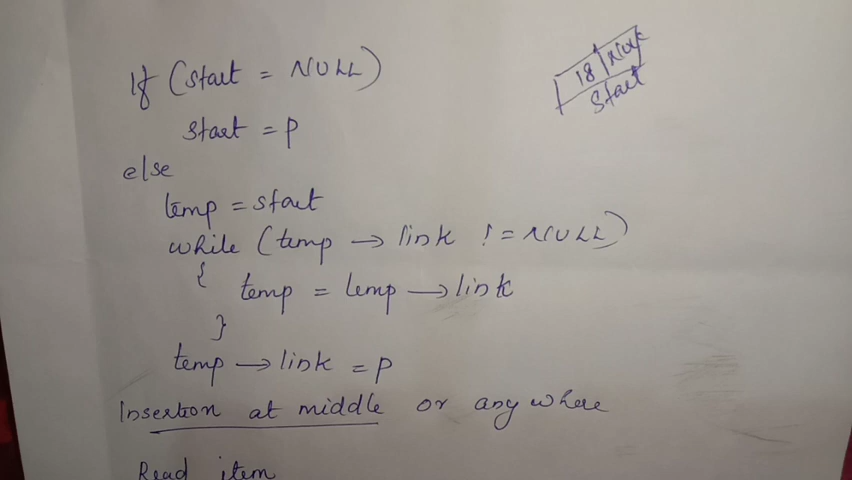 18 | NULL
Start
If (start = NULL)
start = p
else
temp = start
while (temp → link != NULL)
{ temp = temp → link
}
temp → link = p
Insertion at middle or any where
Read item